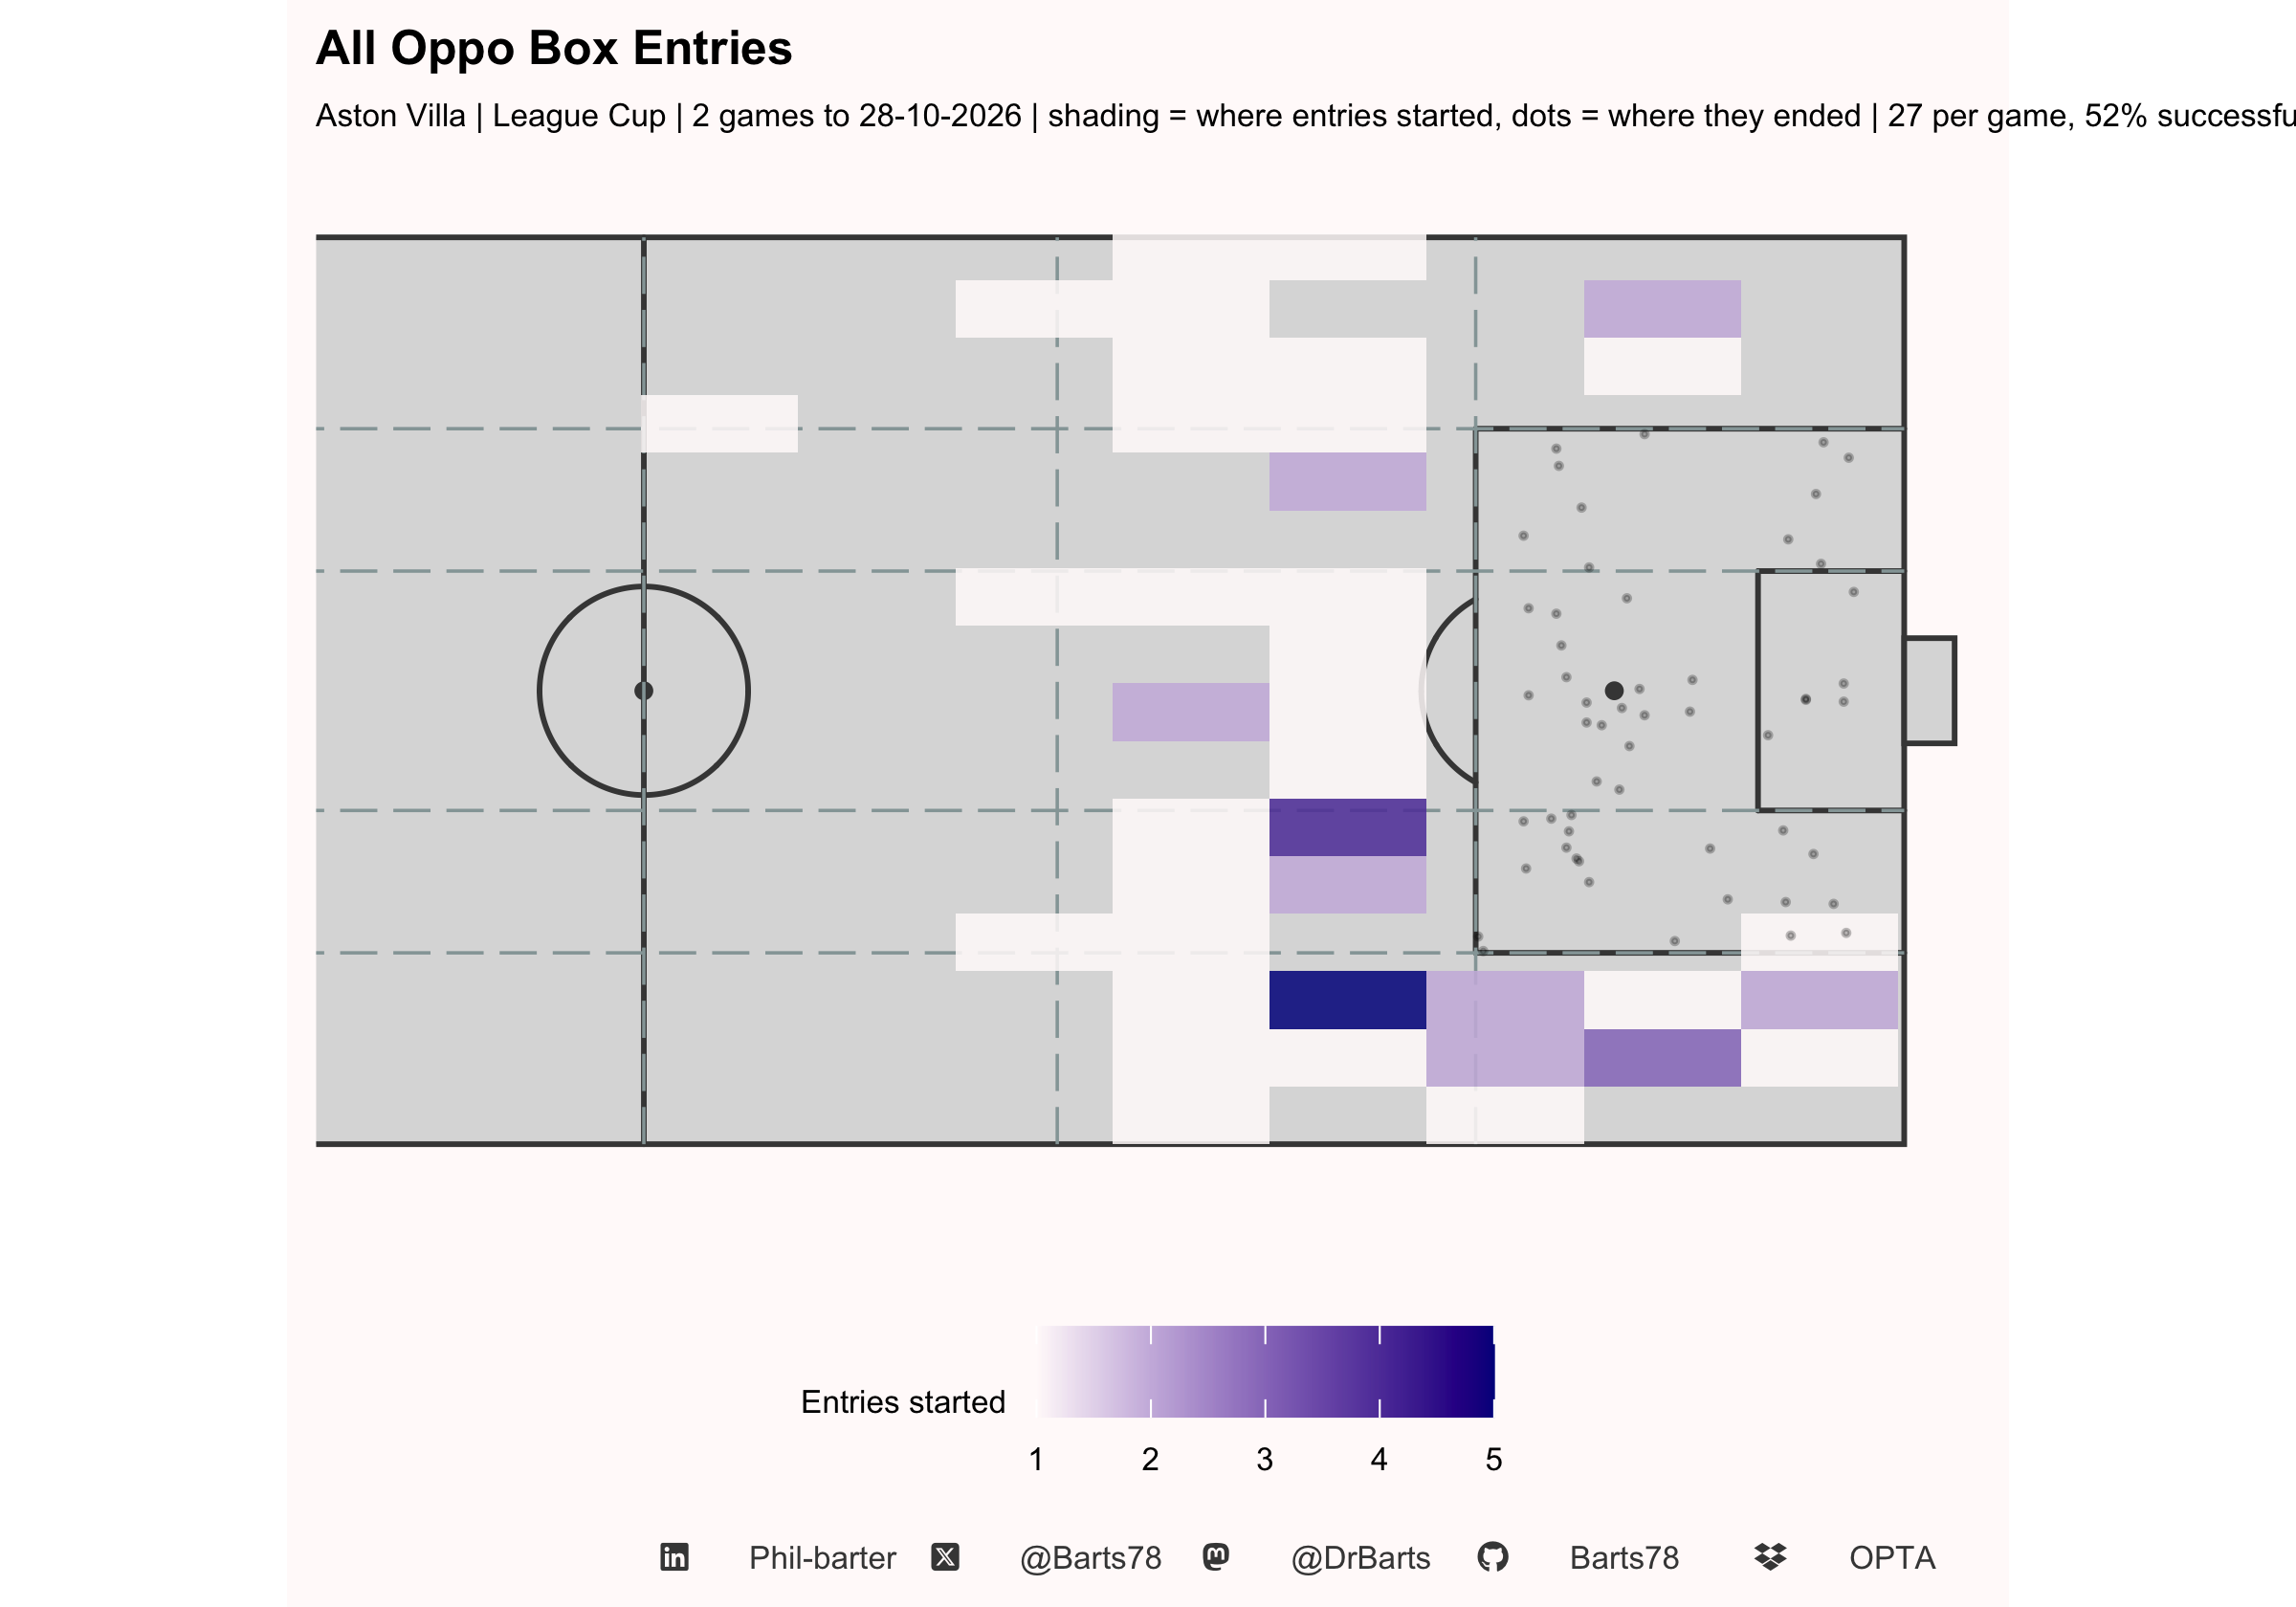 All Oppo Box Entries
Aston Villa | League Cup | 2 games to 28-10-2026 | shading = where entries started, dots = where they ended | 27 per game, 52% successfu
Entries started
1 2 3 4 5
Phil-barter @Barts78 @DrBarts Barts78 OPTA